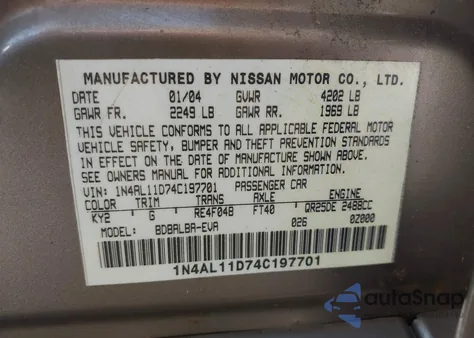 MANUFACTURED BY NISSAN MOTOR CO., LTD.
DATE 01/04 GVWR 4202 LB
GAWR FR. 2249 LB GAWR RR. 1969 LB
THIS VEHICLE CONFORMS TO ALL APPLICABLE FEDERAL MOTOR
VEHICLE SAFETY, BUMPER AND THEFT PREVENTION STANDARDS
IN EFFECT ON THE DATE OF MANUFACTURE SHOWN ABOVE.
SEE OWNERS MANUAL FOR ADDITIONAL INFORMATION.
VIN: 1N4AL11D74C197701 PASSENGER CAR
COLOR TRIM TRANS AXLE ENGINE
KY2 G RE4F04B FT40 QR25DE 2488CC
MODEL: BDBALBA-EVA 026 0Z000
1N4AL11D74C197701
autoSnap